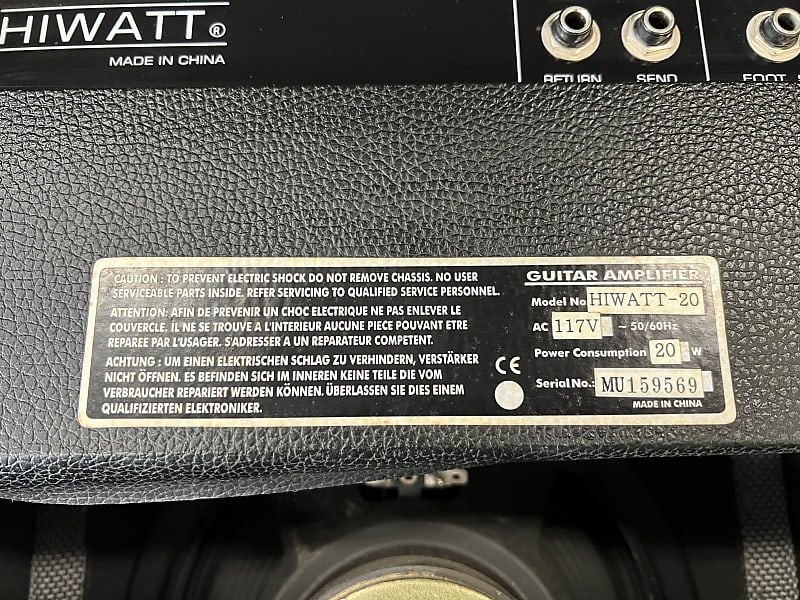 HIWATT®
MADE IN CHINA
RETURN SEND FOOT
CAUTION : TO PREVENT ELECTRIC SHOCK DO NOT REMOVE CHASSIS. NO USER
SERVICEABLE PARTS INSIDE. REFER SERVICING TO QUALIFIED SERVICE PERSONNEL.
ATTENTION: AFIN DE PREVENIR UN CHOC ELECTRIQUE NE PAS ENLEVER LE
COUVERCLE. IL NE SE TROUVE A L'INTERIEUR AUCUNE PIECE POUVANT ETRE
REPAREE PAR L'USAGER. S'ADRESSER A UN REPARATEUR COMPETENT.
ACHTUNG : UM EINEN ELEKTRISCHEN SCHLAG ZU VERHINDERN, VERSTÄRKER
NICHT ÖFFNEN. ES BEFINDEN SICH IM INNEREN KEINE TEILE DIE VOM
VERBRAUCHER REPARIERT WERDEN KÖNNEN. ÜBERLASSEN SIE DIES EINEM
QUALIFIZIERTEN ELEKTRONIKER.
CE
GUITAR AMPLIFIER
Model No. HIWATT-20
AC 117V ~ 50/60Hz
Power Consumption 20 W
Serial No.: MU159569
MADE IN CHINA